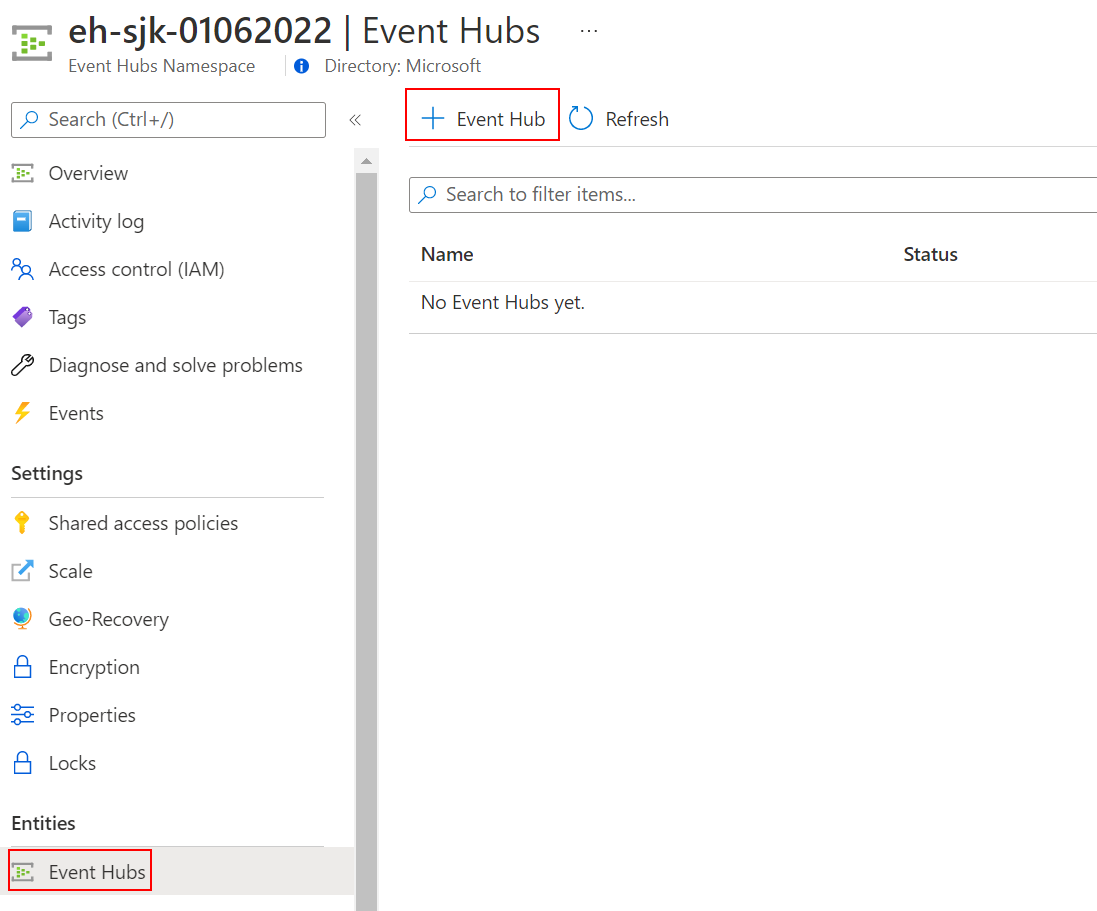 eh-sjk-01062022 | Event Hubs ...
Event Hubs Namespace Directory: Microsoft
Search (Ctrl+/)
«
Overview
Activity log
Access control (IAM)
Tags
Diagnose and solve problems
Events
Settings
Shared access policies
Scale
Geo-Recovery
Encryption
Properties
Locks
Entities
Event Hubs
+ Event Hub Refresh
Search to filter items...
Name Status
No Event Hubs yet.